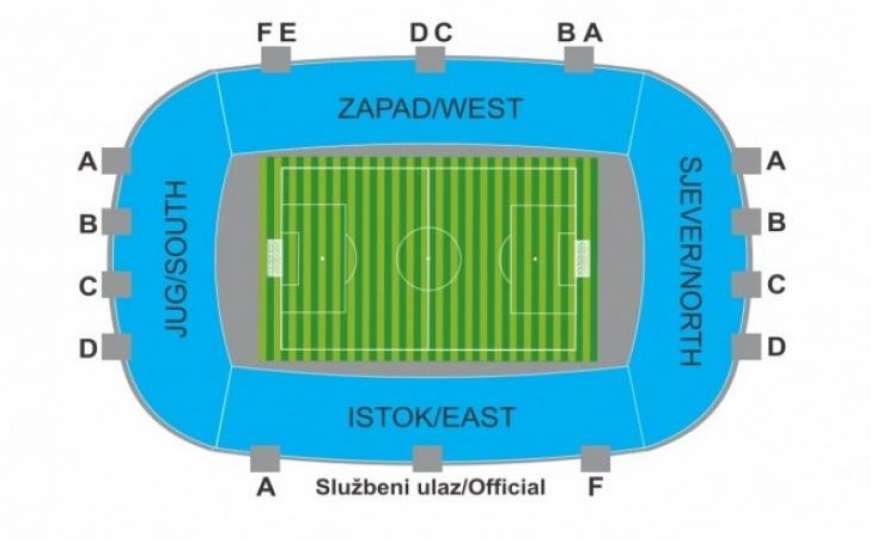 F E
D C
B A
ZAPAD/WEST
A
B
C
D
JUG/SOUTH
SJEVER/NORTH
A
B
C
D
ISTOK/EAST
A
Službeni ulaz/Official
F